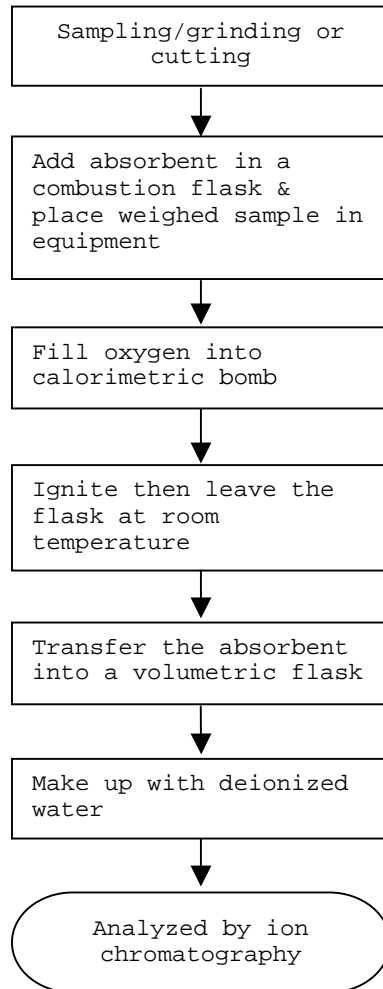 Sampling/grinding or
cutting
Add absorbent in a
combustion flask &
place weighed sample in
equipment
Fill oxygen into
calorimetric bomb
Ignite then leave the
flask at room
temperature
Transfer the absorbent
into a volumetric flask
Make up with deionized
water
Analyzed by ion
chromatography